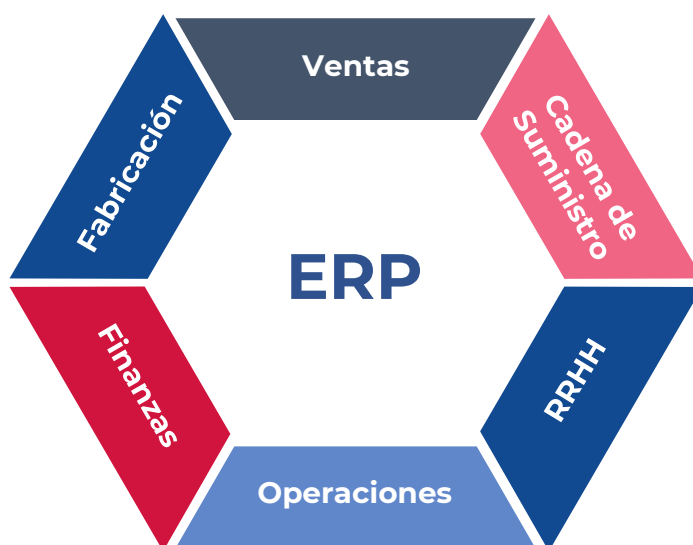 Ventas
Cadena de
Suministro
Fabricación
ERP
Finanzas
RRHH
Operaciones